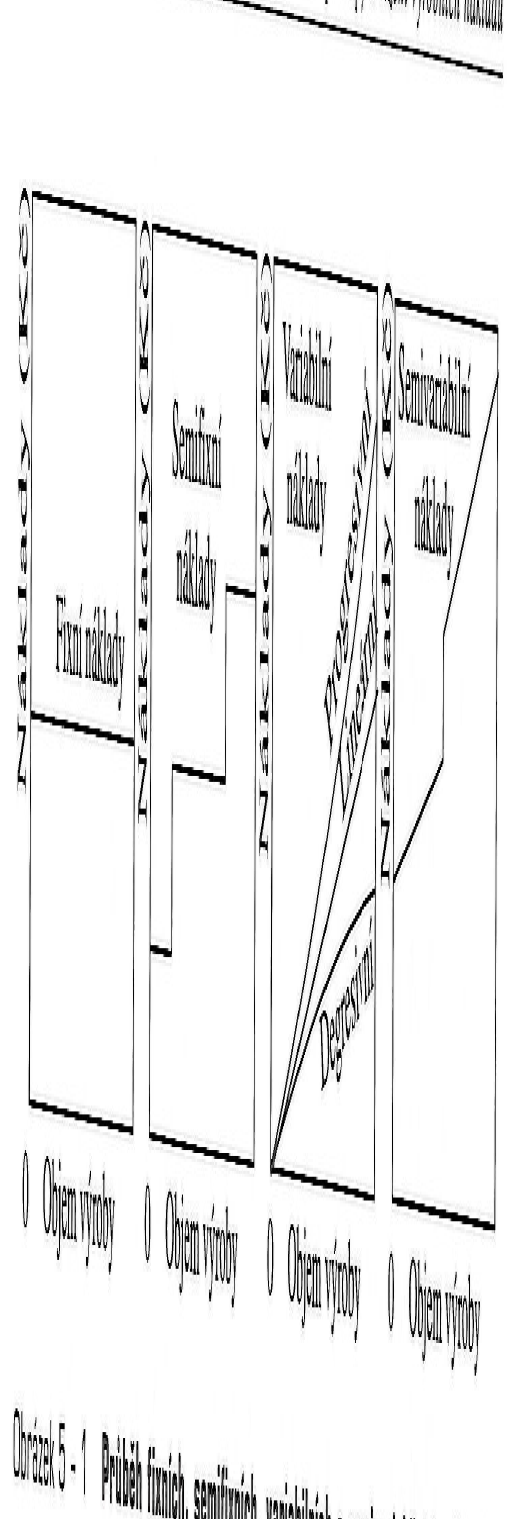 výrobních nákladů
Náklady (Kč)
Fixní náklady
0 Objem výroby
Náklady (Kč)
Semifixní
náklady
0 Objem výroby
Náklady (Kč)
Variabilní
náklady
Progresivní
Lineární
Degresivní
0 Objem výroby
Náklady (Kč)
Semivariabilní
náklady
0 Objem výroby
Obrázek 5 - 1 Průběh fixních, semifixních, variabilních